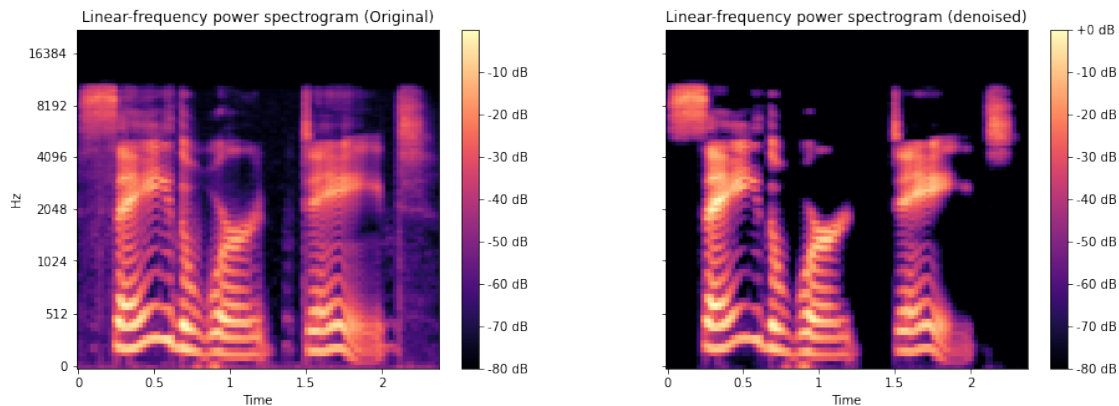 Linear-frequency power spectrogram (Original)
16384
8192
4096
2048
1024
512
0
Hz
0
0.5
1
1.5
2
Time
-10 dB
-20 dB
-30 dB
-40 dB
-50 dB
-60 dB
-70 dB
-80 dB
Linear-frequency power spectrogram (denoised)
0
0.5
1
1.5
2
Time
+0 dB
-10 dB
-20 dB
-30 dB
-40 dB
-50 dB
-60 dB
-70 dB
-80 dB